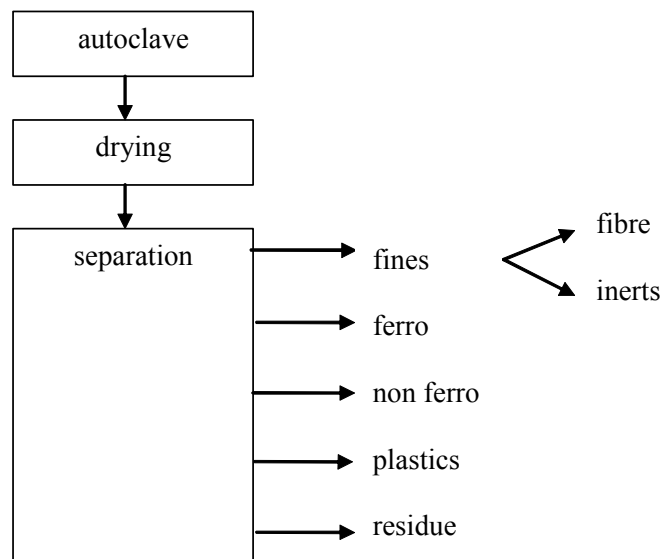 autoclave
drying
separation
fines
fibre
inerts
ferro
non ferro
plastics
residue